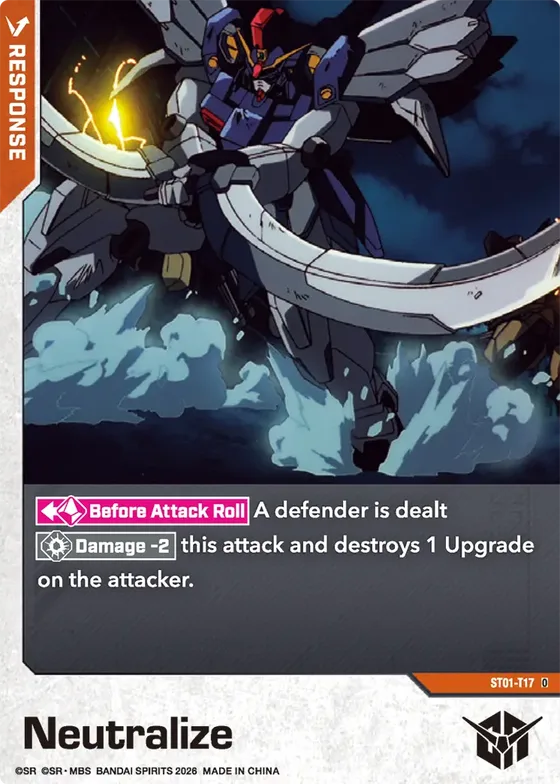 RESPONSE
Before Attack Roll A defender is dealt
Damage -2 this attack and destroys 1 Upgrade
on the attacker.
ST01-T17 0
Neutralize
©SR ©SR・MBS BANDAI SPIRITS 2026 MADE IN CHINA